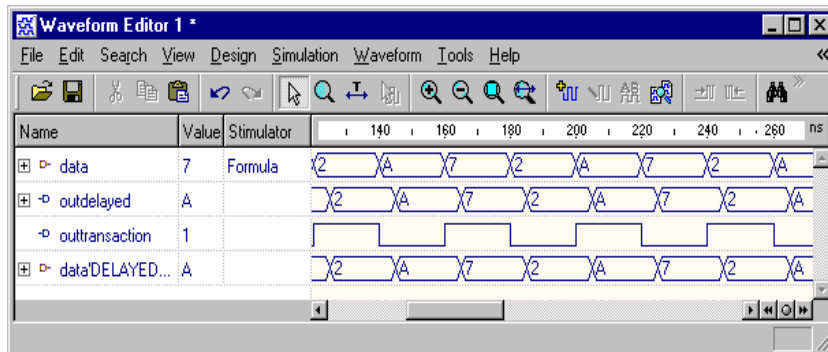 Waveform Editor 1 *
File Edit Search View Design Simulation Waveform Tools Help
Name Value Stimulator 140 160 180 200 220 240 260 ns
data 7 Formula 2 A 7 2 A 7 2 A
outdelayed A 2 A 7 2 A 7 2 A
outtransaction 1
data'DELAYED... A 2 A 7 2 A 7 2 A